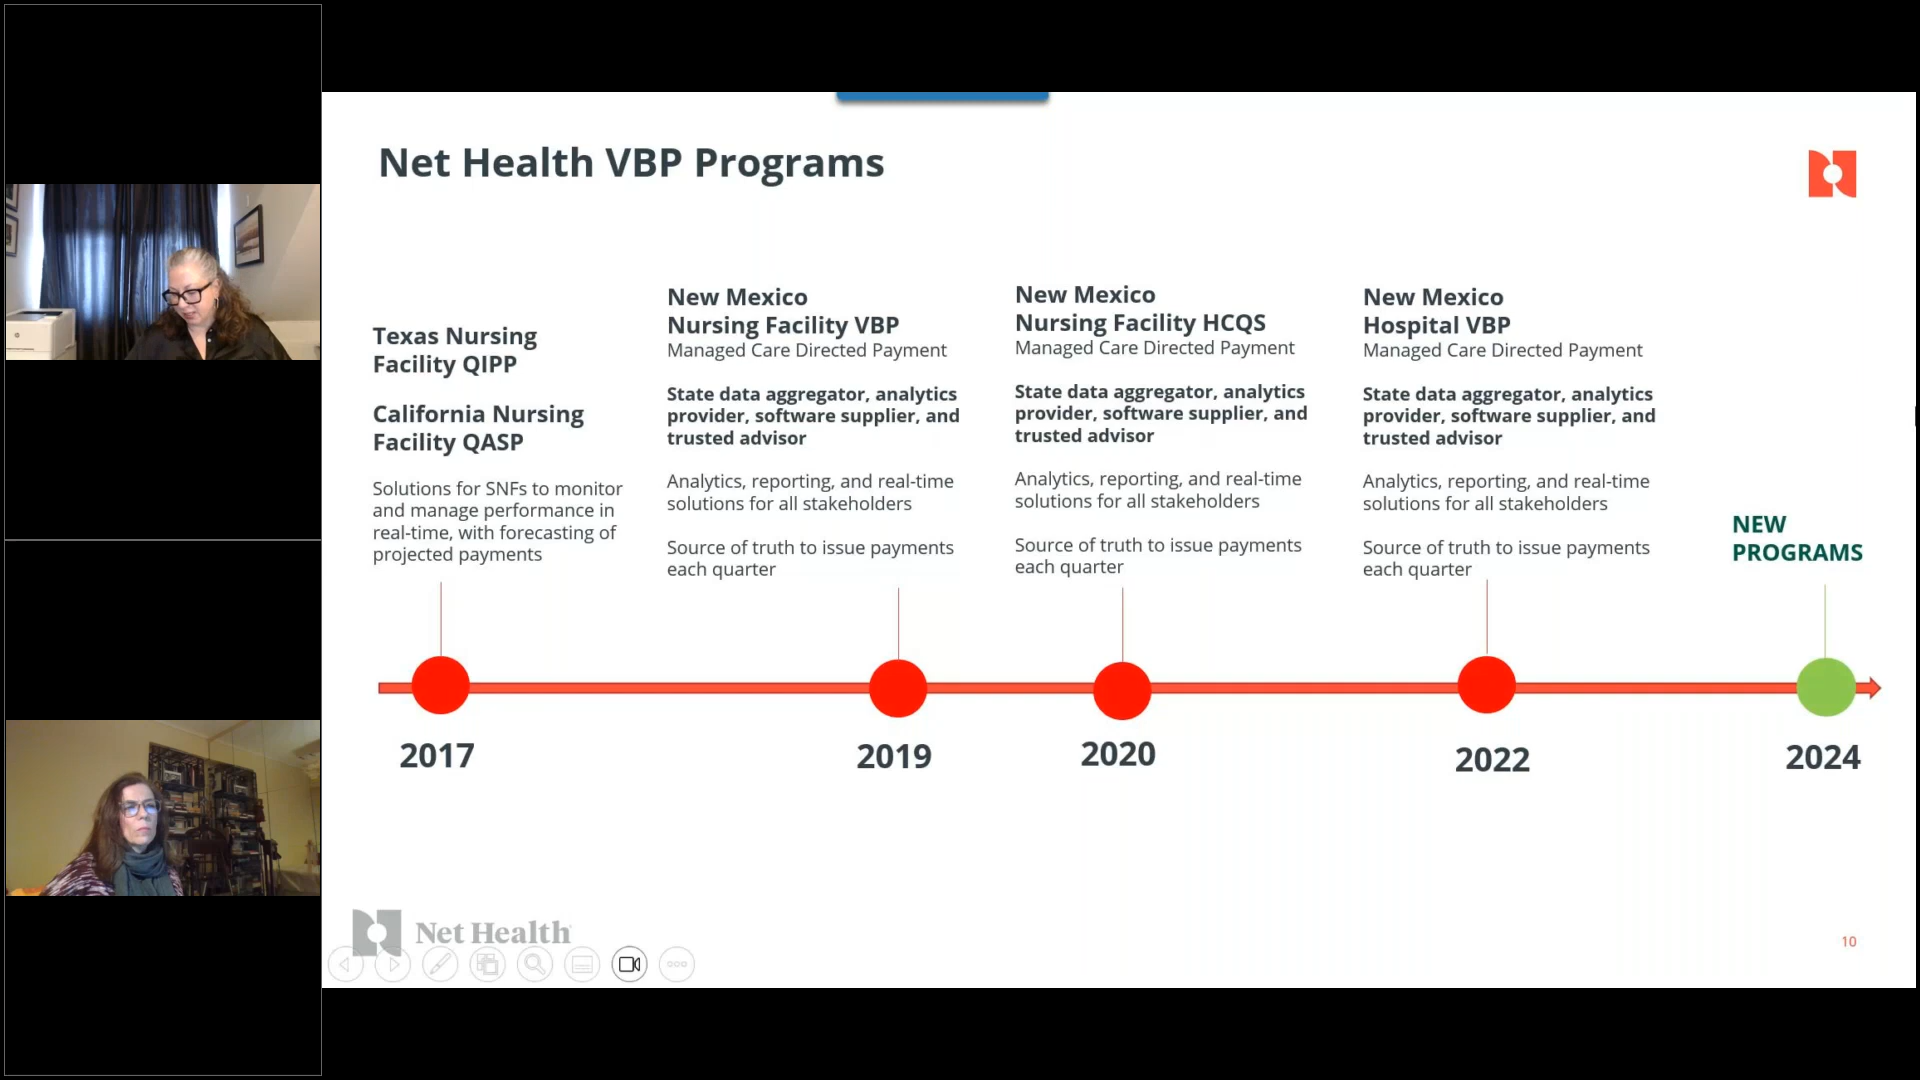 Net Health VBP Programs
Texas Nursing
Facility QIPP
California Nursing
Facility QASP
Solutions for SNFs to monitor
and manage performance in
real-time, with forecasting of
projected payments
New Mexico
Nursing Facility VBP
Managed Care Directed Payment
State data aggregator, analytics
provider, software supplier, and
trusted advisor
Analytics, reporting, and real-time
solutions for all stakeholders
Source of truth to issue payments
each quarter
New Mexico
Nursing Facility HCQS
Managed Care Directed Payment
State data aggregator, analytics
provider, software supplier, and
trusted advisor
Analytics, reporting, and real-time
solutions for all stakeholders
Source of truth to issue payments
each quarter
New Mexico
Hospital VBP
Managed Care Directed Payment
State data aggregator, analytics
provider, software supplier, and
trusted advisor
Analytics, reporting, and real-time
solutions for all stakeholders
Source of truth to issue payments
each quarter
NEW
PROGRAMS
2017
2019
2020
2022
2024
Net Health
10